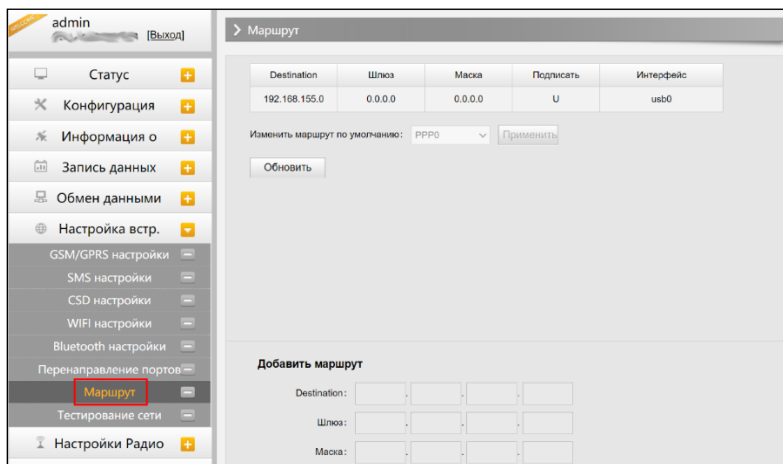 admin
[Выход]
Маршрут
Статус
Конфигурация
Информация о
Запись данных
Обмен данными
Настройка встр.
GSM/GPRS настройки
SMS настройки
CSD настройки
WIFI настройки
Bluetooth настройки
Перенаправление портов
Маршрут
Тестирование сети
Настройки Радио
Destination Шлюз Маска Подписать Интерфейс
192.168.155.0 0.0.0.0 0.0.0.0 U usb0
Изменить маршрут по умолчанию: PPP0 Применить
Обновить
Добавить маршрут
Destination:
Шлюз:
Маска: